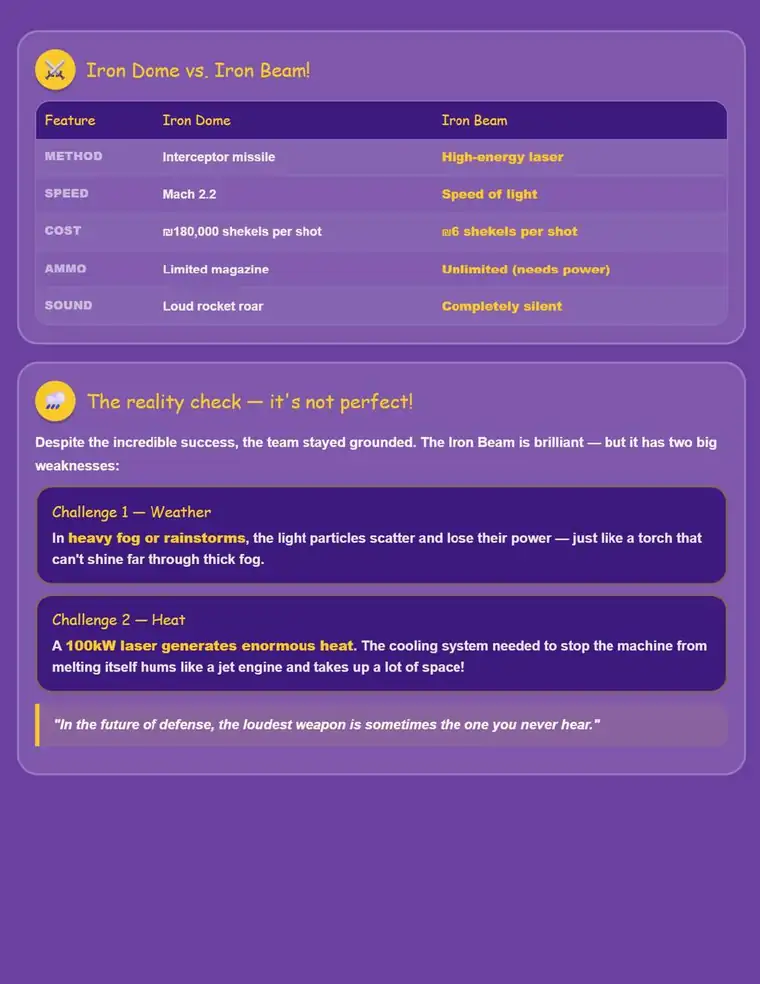 Iron Dome vs. Iron Beam!
Feature Iron Dome Iron Beam
METHOD Interceptor missile High-energy laser
SPEED Mach 2.2 Speed of light
COST ₪180,000 shekels per shot ₪6 shekels per shot
AMMO Limited magazine Unlimited (needs power)
SOUND Loud rocket roar Completely silent
The reality check — it's not perfect!
Despite the incredible success, the team stayed grounded. The Iron Beam is brilliant — but it has two big
weaknesses:
Challenge 1 — Weather
In heavy fog or rainstorms, the light particles scatter and lose their power — just like a torch that
can't shine far through thick fog.
Challenge 2 — Heat
A 100kW laser generates enormous heat. The cooling system needed to stop the machine from
melting itself hums like a jet engine and takes up a lot of space!
"In the future of defense, the loudest weapon is sometimes the one you never hear."